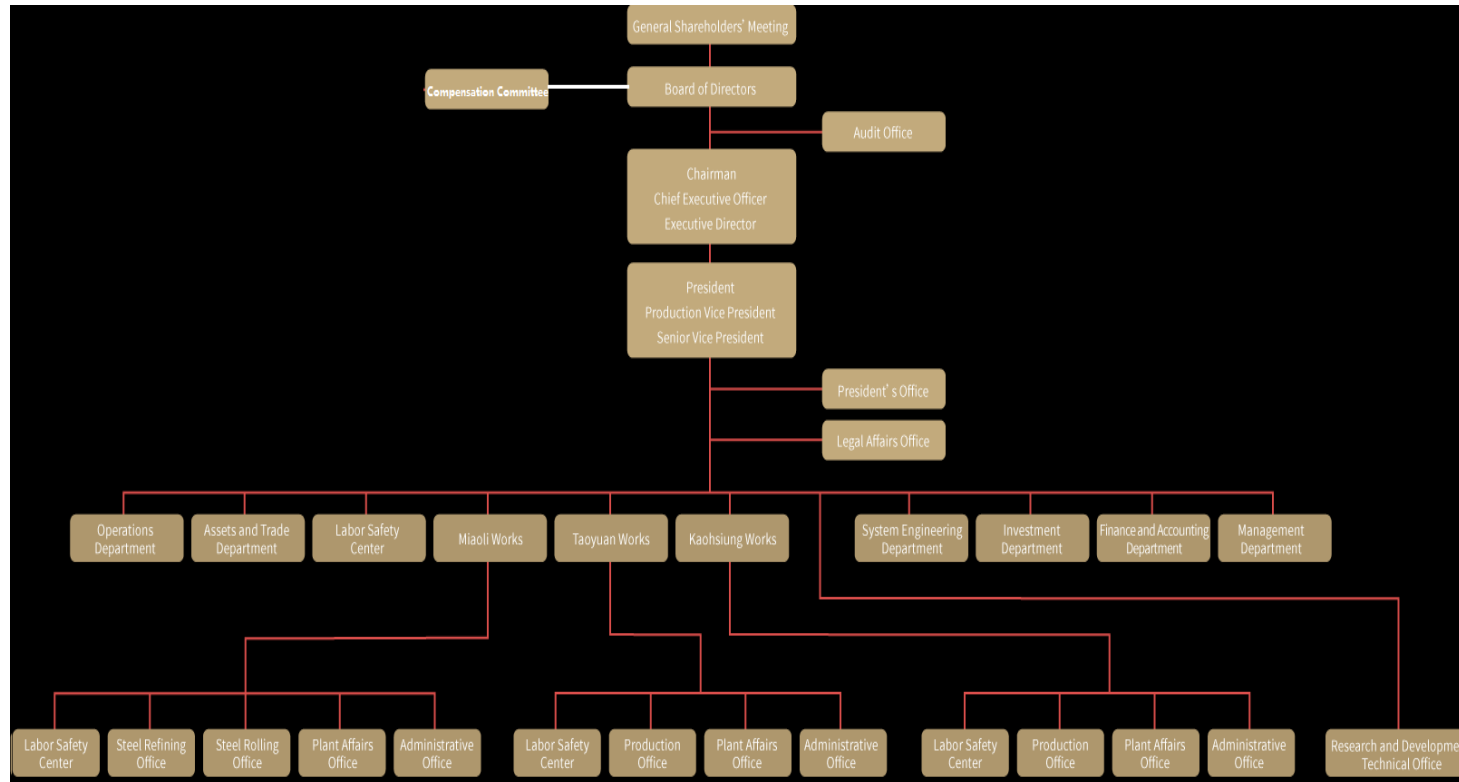 General Shareholders' Meeting
Compensation Committee
Board of Directors
Audit Office
Chairman
Chief Executive Officer
Executive Director
President
Production Vice President
Senior Vice President
President's Office
Legal Affairs Office
Operations
Department
Assets and Trade
Department
Labor Safety
Center
Miaoli Works
Taoyuan Works
Kaohsiung Works
System Engineering
Department
Investment
Department
Finance and Accounting
Department
Management
Department
Labor Safety
Center
Steel Refining
Office
Steel Rolling
Office
Plant Affairs
Office
Administrative
Office
Labor Safety
Center
Production
Office
Plant Affairs
Office
Administrative
Office
Labor Safety
Center
Production
Office
Plant Affairs
Office
Administrative
Office
Research and Developme
Technical Office